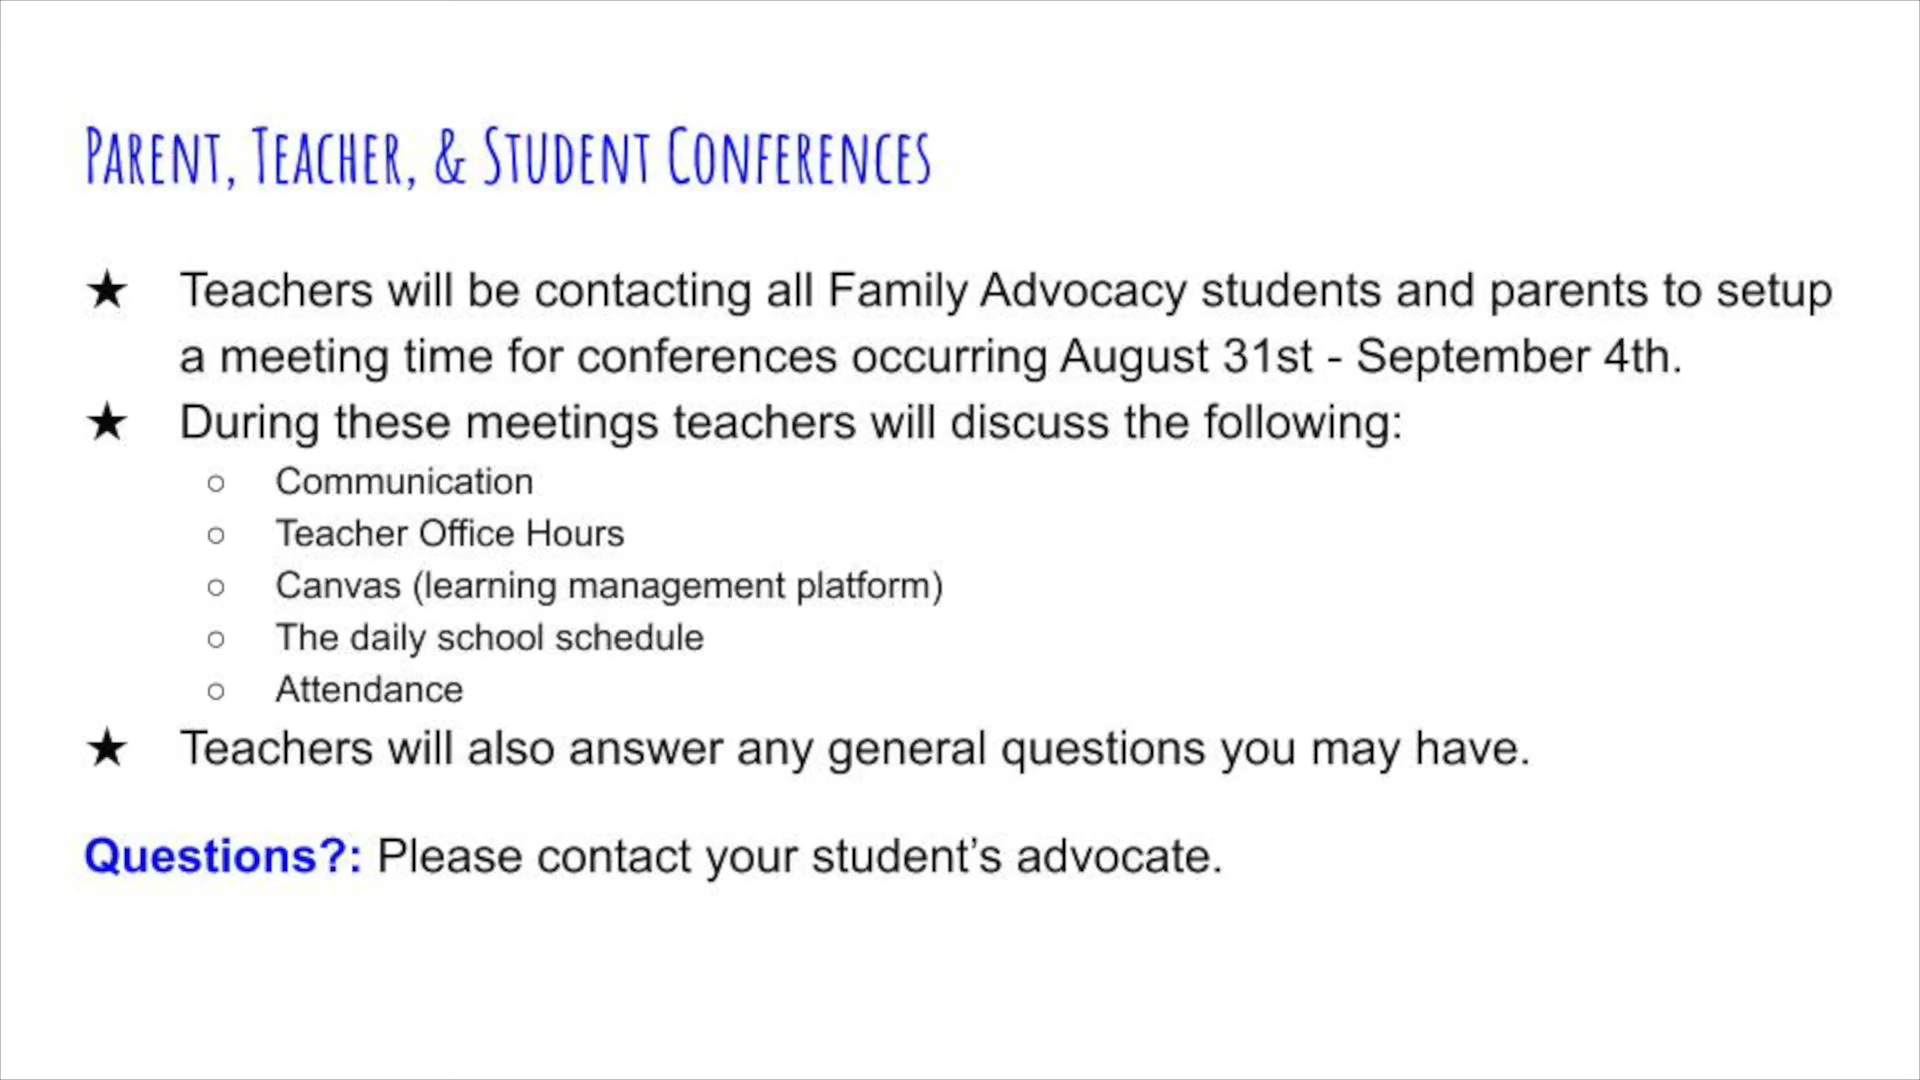 Parent, Teacher, & Student Conferences
★ Teachers will be contacting all Family Advocacy students and parents to setup
a meeting time for conferences occurring August 31st - September 4th.
★ During these meetings teachers will discuss the following:
○ Communication
○ Teacher Office Hours
○ Canvas (learning management platform)
○ The daily school schedule
○ Attendance
★ Teachers will also answer any general questions you may have.
Questions?: Please contact your student’s advocate.